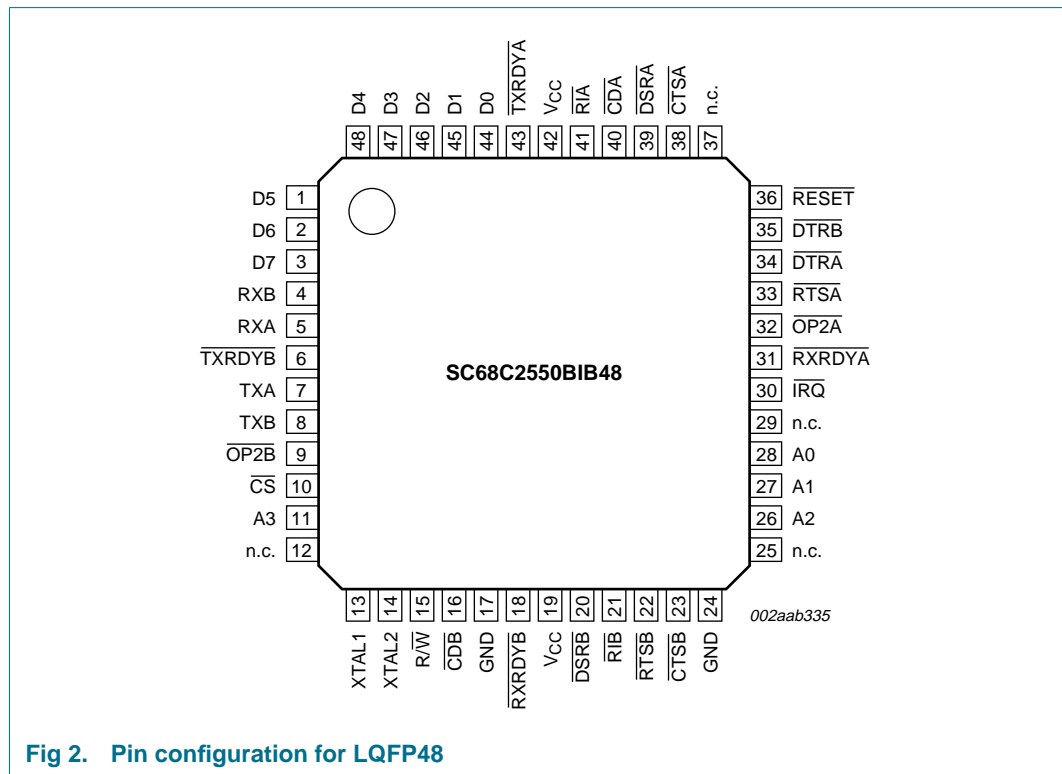 D4 D3 D2 D1 D0 TXRDYA VCC RIA CDA DSRA CTSA n.c.
48 47 46 45 44 43 42 41 40 39 38 37
D5 1 36 RESET
D6 2 35 DTRB
D7 3 34 DTRA
RXB 4 33 RTSA
RXA 5 32 OP2A
TXRDYB 6 31 RXRDYA
SC68C2550BIB48
TXA 7 30 IRQ
TXB 8 29 n.c.
OP2B 9 28 A0
CS 10 27 A1
A3 11 26 A2
n.c. 12 25 n.c.
13 14 15 16 17 18 19 20 21 22 23 24
002aab335
XTAL1 XTAL2 R/W CDB GND RXRDYB VCC DSRB RIB RTSB CTSB GND
Fig 2. Pin configuration for LQFP48